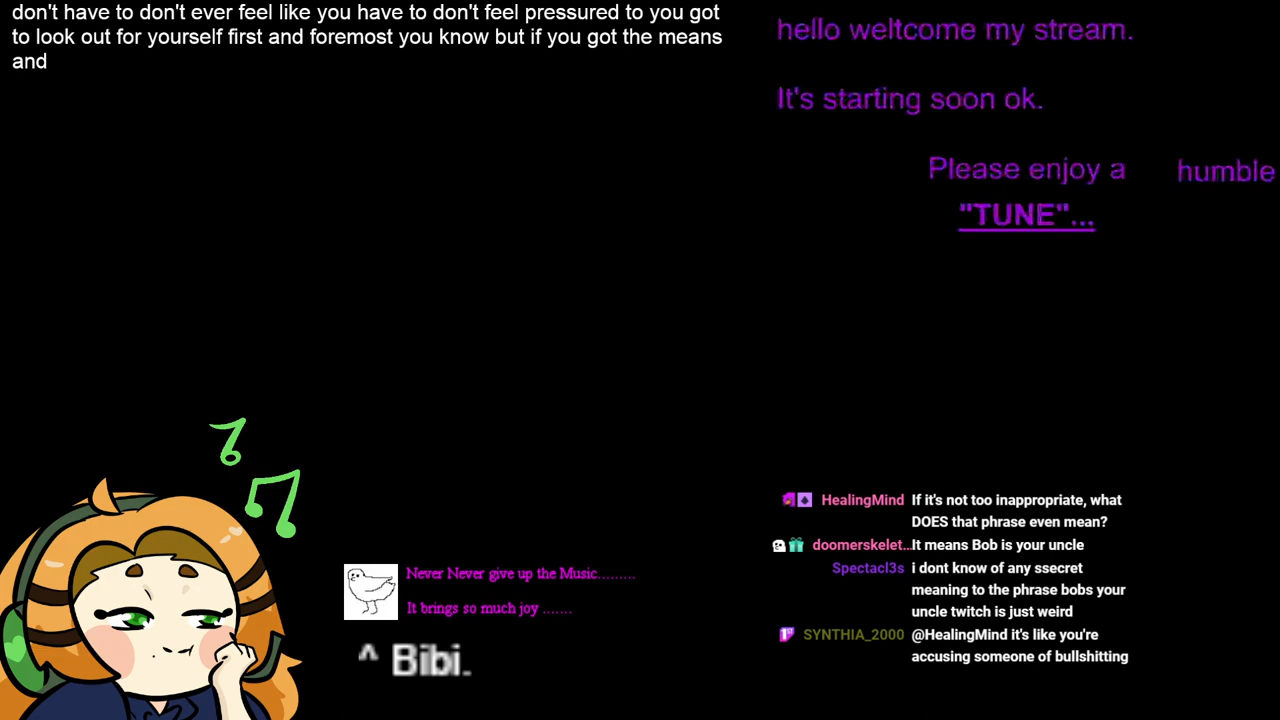 don't have to don't ever feel like you have to don't feel pressured to you got
to look out for yourself first and foremost you know but if you got the means
and
hello weltcome my stream.
It's starting soon ok.
Please enjoy a humble
"TUNE"...
Never Never give up the Music.........
It brings so much joy .......
^ Bibi.
HealingMind If it's not too inappropriate, what
DOES that phrase even mean?
doomerskelet... It means Bob is your uncle
Spectacl3s i dont know of any ssecret
meaning to the phrase bobs your
uncle twitch is just weird
SYNTHIA_2000 @HealingMind it's like you're
accusing someone of bullshitting